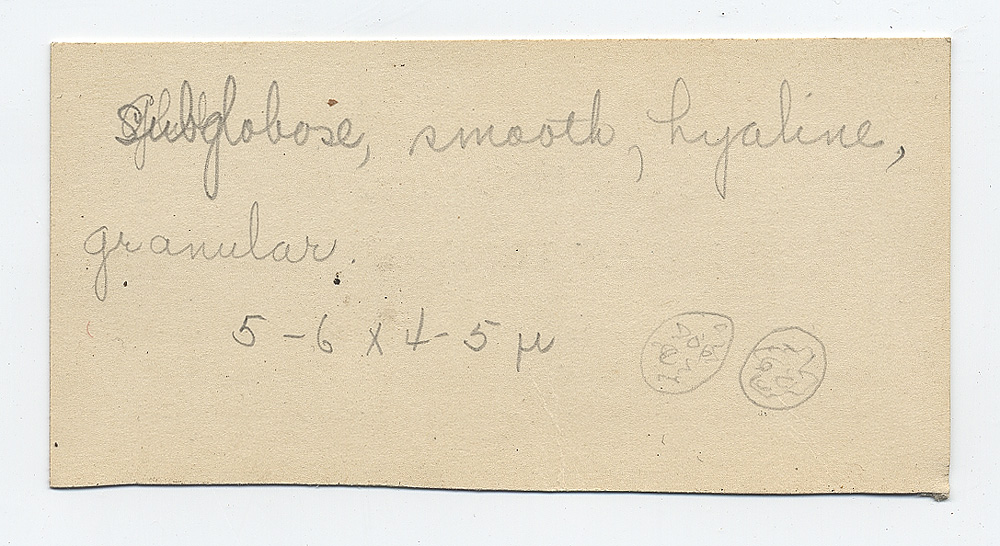 Subglobose, smooth, hyaline,
granular.
5-6 x 4-5 µ